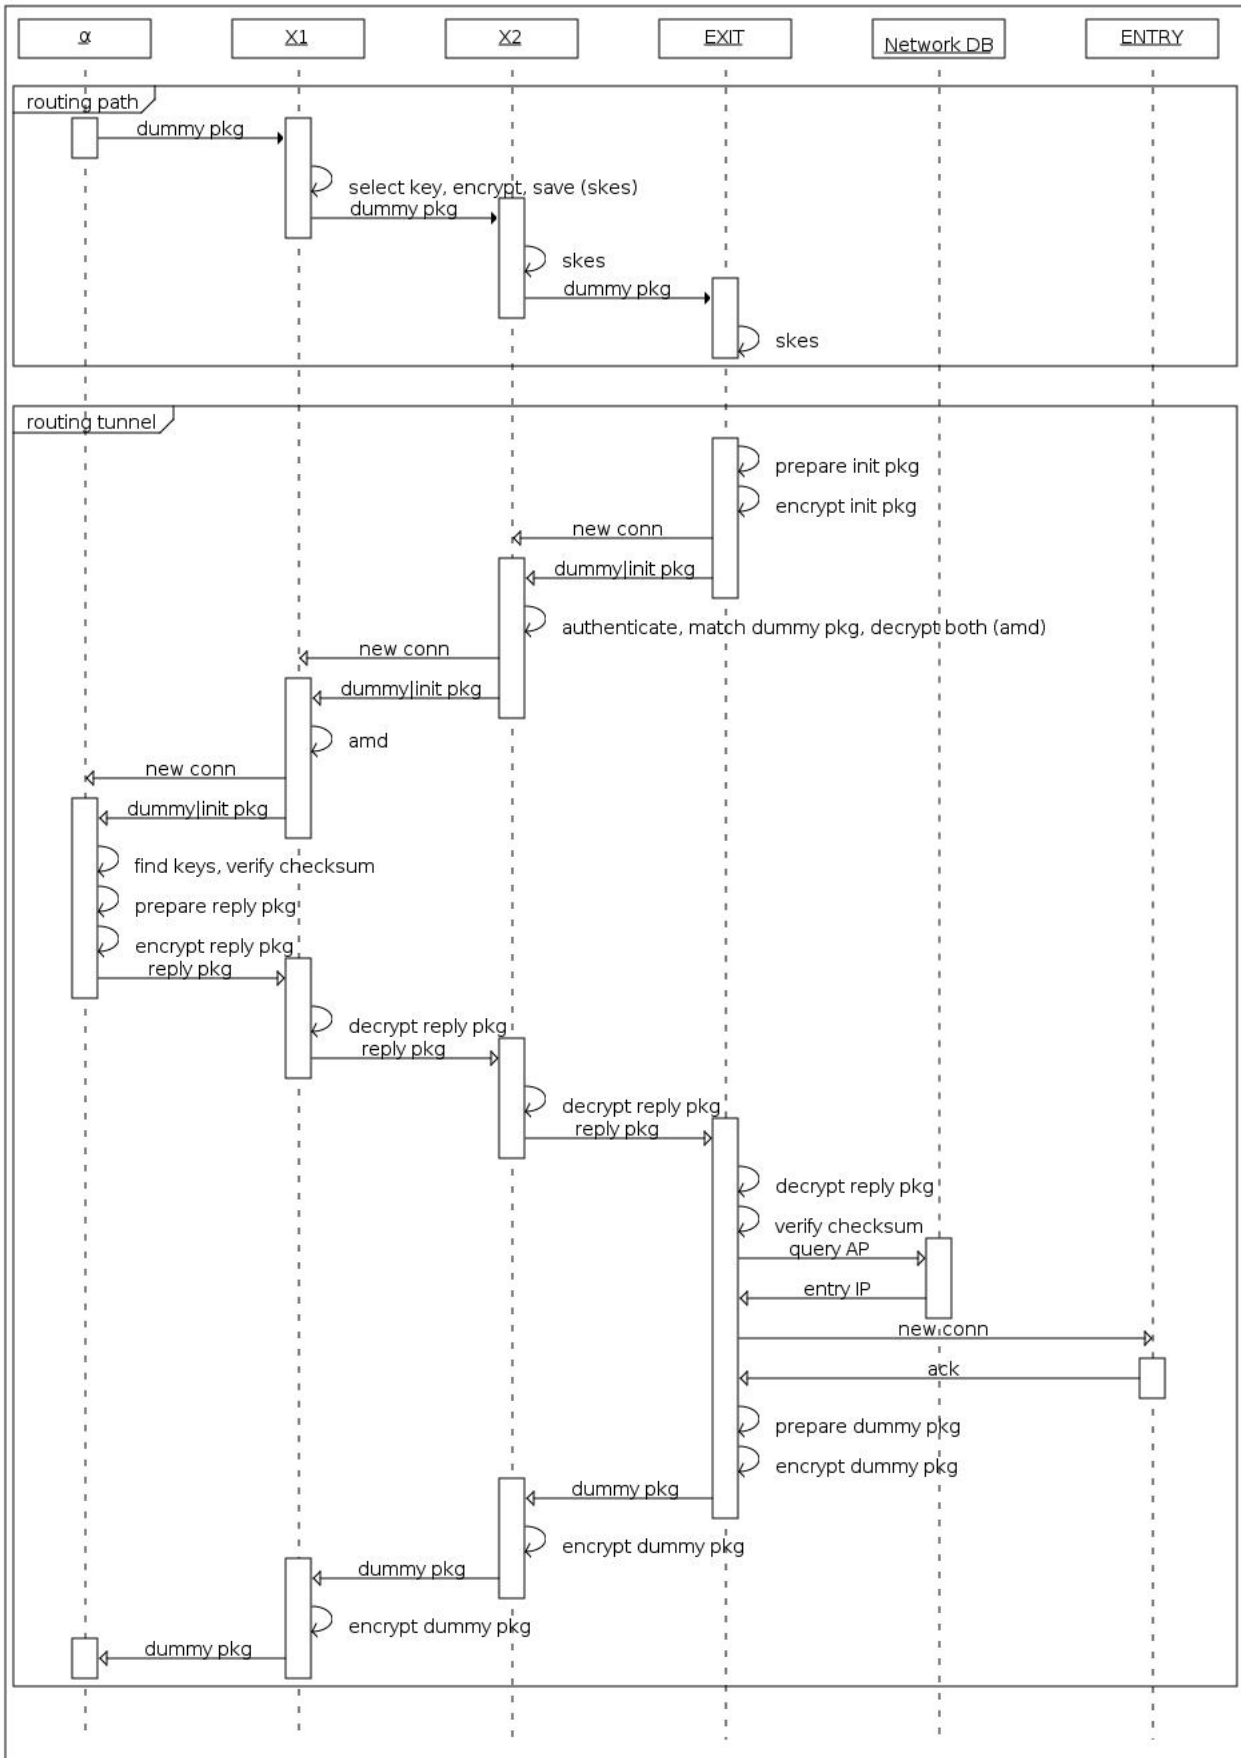 α
X1
X2
EXIT
Network DB
ENTRY
routing path
dummy pkg
select key, encrypt, save (skes)
dummy pkg
skes
dummy pkg
skes
routing tunnel
prepare init pkg
encrypt init pkg
new conn
dummy|init pkg
authenticate, match dummy pkg, decrypt both (amd)
new conn
dummy|init pkg
amd
new conn
dummy|init pkg
find keys, verify checksum
prepare reply pkg
encrypt reply pkg
reply pkg
decrypt reply pkg
reply pkg
decrypt reply pkg
reply pkg
decrypt reply pkg
verify checksum
query AP
entry IP
new conn
ack
prepare dummy pkg
encrypt dummy pkg
dummy pkg
encrypt dummy pkg
dummy pkg
encrypt dummy pkg
dummy pkg